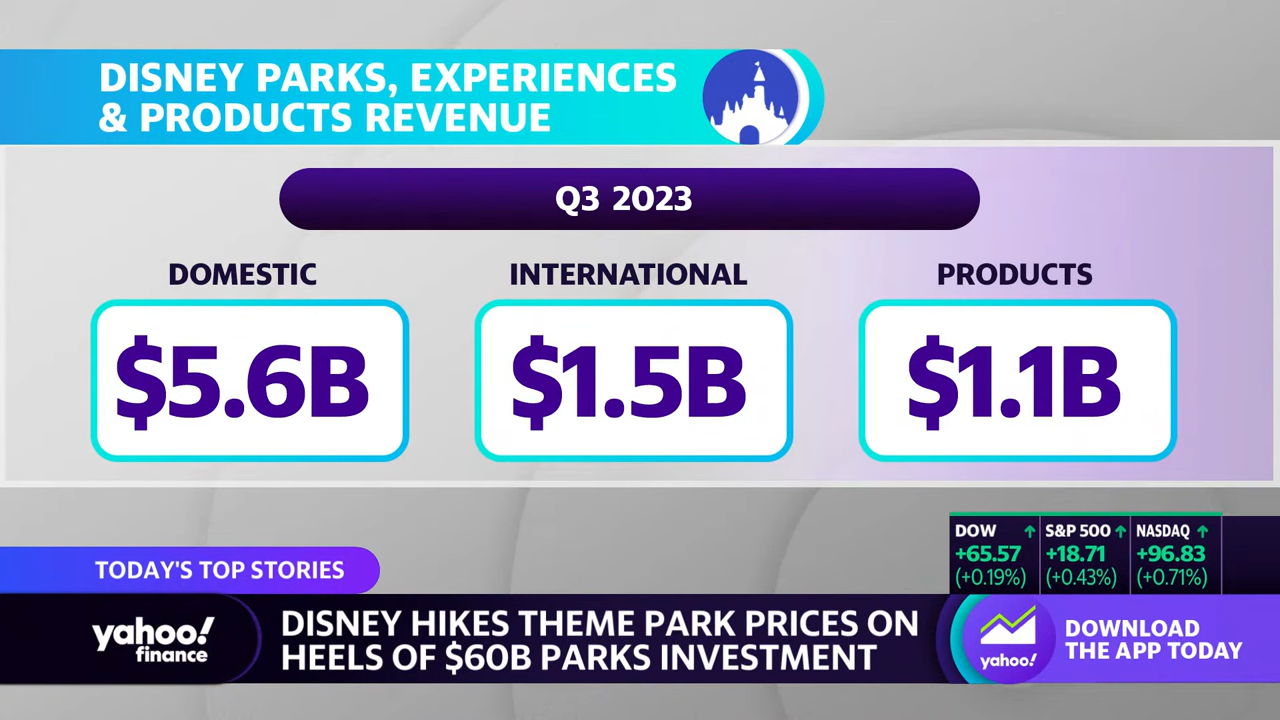 DISNEY PARKS, EXPERIENCES
& PRODUCTS REVENUE
Q3 2023
DOMESTIC
INTERNATIONAL
PRODUCTS
$5.6B
$1.5B
$1.1B
DOW
+65.57
(+0.19%)
S&P 500
+18.71
(+0.43%)
NASDAQ
+96.83
(+0.71%)
TODAY'S TOP STORIES
yahoo!
finance
DISNEY HIKES THEME PARK PRICES ON
HEELS OF $60B PARKS INVESTMENT
yahoo!
DOWNLOAD
THE APP TODAY